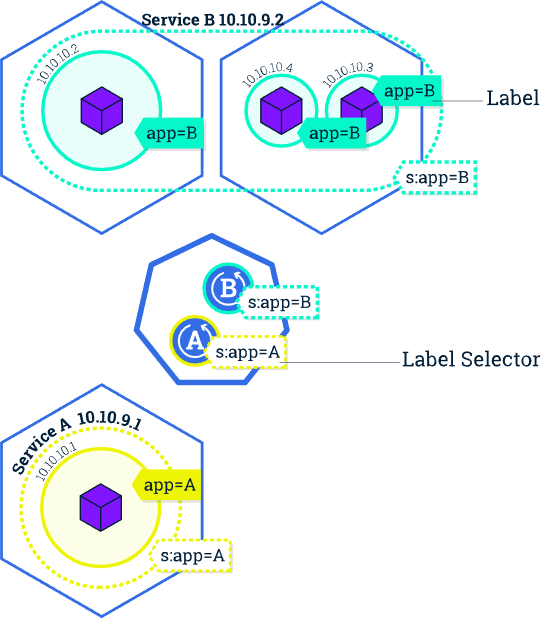 Service B 10.10.9.2
10.10.10.2
10.10.10.4
10.10.10.3
app=B
app=B
app=B
Label
s:app=B
B
s:app=B
A
s:app=A
Label Selector
Service A 10.10.9.1
10.10.10.1
app=A
s:app=A